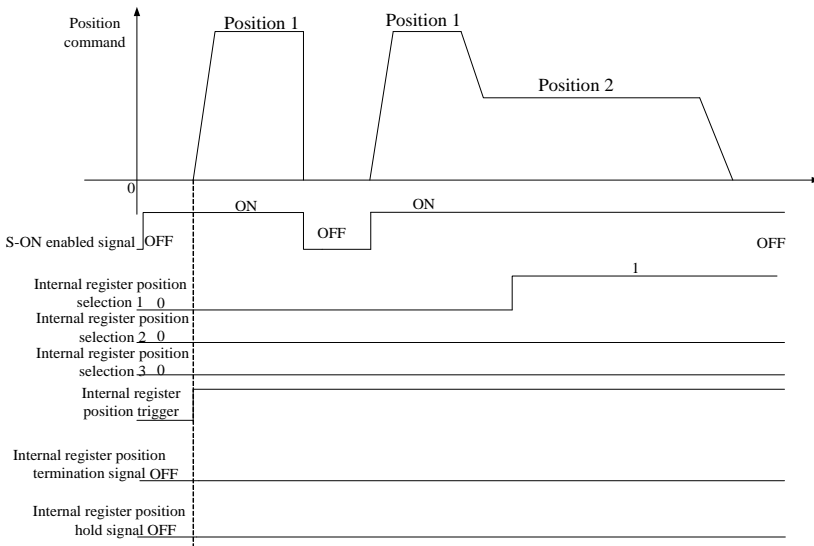 Position
command
Position 1
Position 1
Position 2
0
ON
ON
S-ON enabled signal OFF
OFF
OFF
1
Internal register position
selection 1 0
Internal register position
selection 2 0
Internal register position
selection 3 0
Internal register
position trigger
Internal register position
termination signal OFF
Internal register position
hold signal OFF